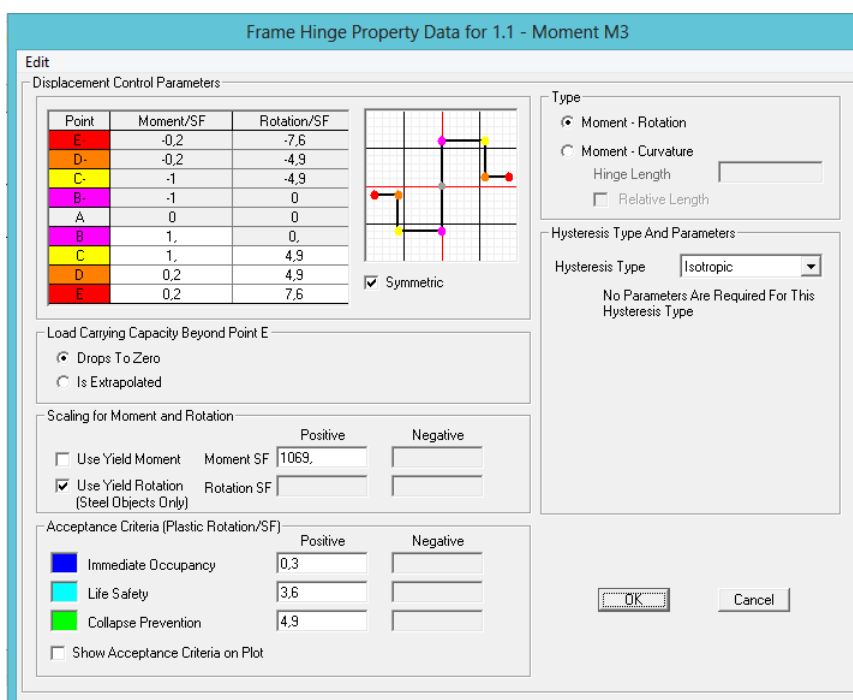 Frame Hinge Property Data for 1.1 - Moment M3
Edit
Displacement Control Parameters
Point Moment/SF Rotation/SF
E- -0,2 -7,6
D- -0,2 -4,9
C- -1 -4,9
B- -1 0
A 0 0
B 1, 0,
C 1, 4,9
D 0,2 4,9
E 0,2 7,6
Symmetric
Load Carrying Capacity Beyond Point E
Drops To Zero
Is Extrapolated
Scaling for Moment and Rotation
Positive Negative
Use Yield Moment Moment SF 1069,
Use Yield Rotation Rotation SF
(Steel Objects Only)
Acceptance Criteria (Plastic Rotation/SF)
Positive Negative
Immediate Occupancy 0,3
Life Safety 3,6
Collapse Prevention 4,9
Show Acceptance Criteria on Plot
Type
Moment - Rotation
Moment - Curvature
Hinge Length
Relative Length
Hysteresis Type And Parameters
Hysteresis Type Isotropic
No Parameters Are Required For This
Hysteresis Type
OK Cancel